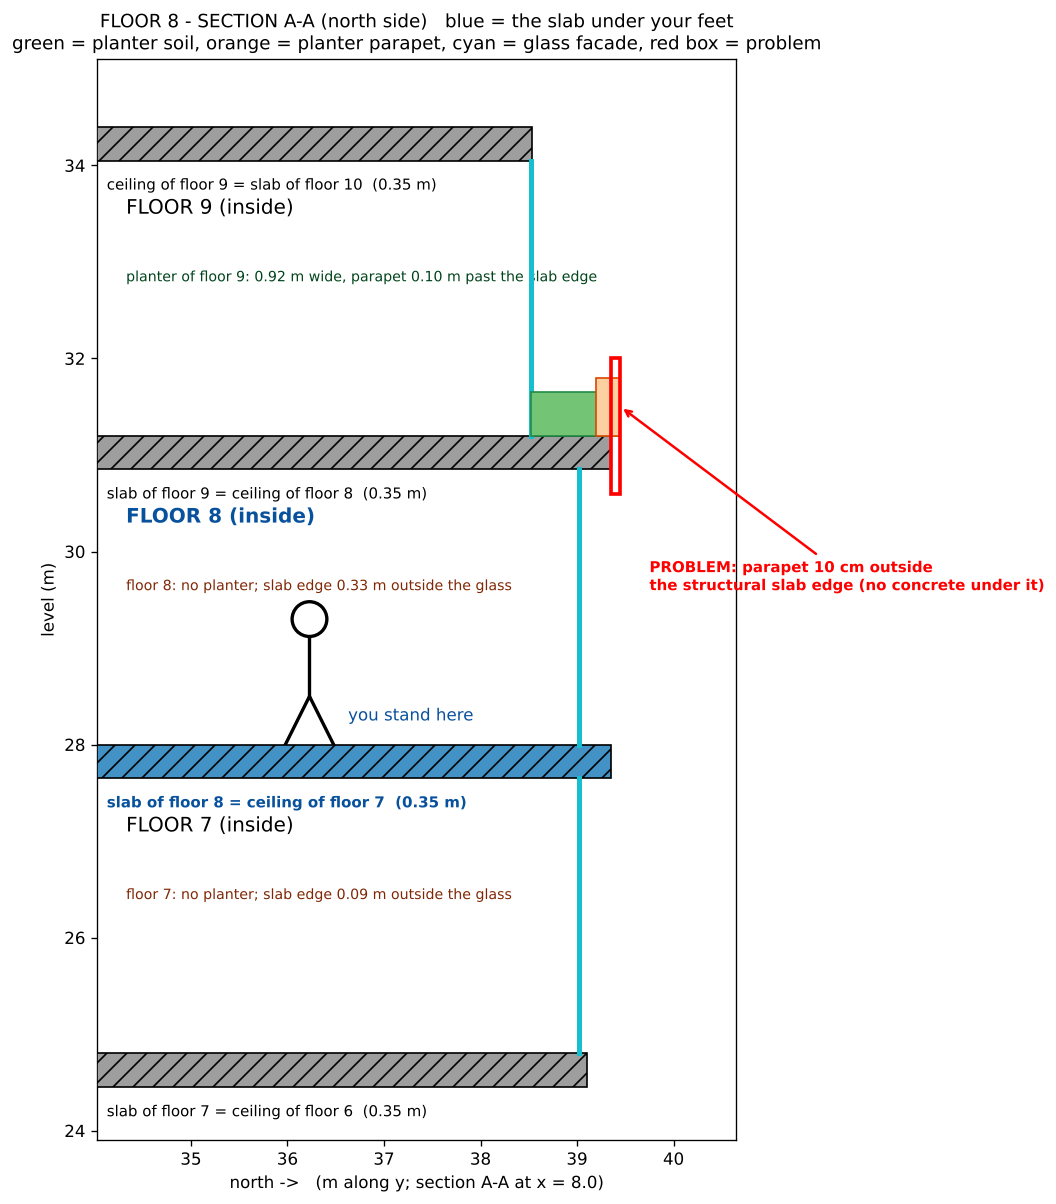 FLOOR 8 - SECTION A-A (north side)   blue = the slab under your feet
green = planter soil, orange = planter parapet, cyan = glass facade, red box = problem
34
ceiling of floor 9 = slab of floor 10  (0.35 m)
FLOOR 9 (inside)
planter of floor 9: 0.92 m wide, parapet 0.10 m past the slab edge
32
slab of floor 9 = ceiling of floor 8  (0.35 m)
FLOOR 8 (inside)
30
PROBLEM: parapet 10 cm outside
the structural slab edge (no concrete under it)
floor 8: no planter; slab edge 0.33 m outside the glass
level (m)
you stand here
28
slab of floor 8 = ceiling of floor 7  (0.35 m)
FLOOR 7 (inside)
floor 7: no planter; slab edge 0.09 m outside the glass
26
slab of floor 7 = ceiling of floor 6  (0.35 m)
24
35 36 37 38 39 40
north ->   (m along y; section A-A at x = 8.0)